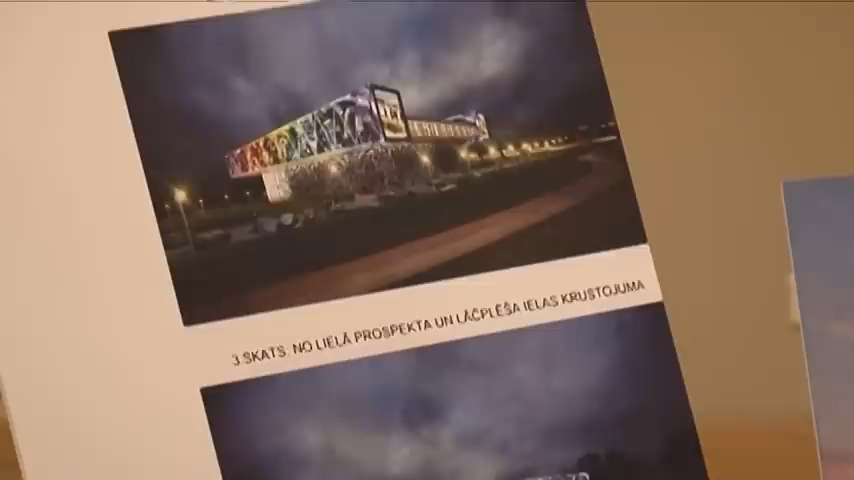 3.SKATS. NO LIELĀ PROSPEKTA UN LĀČPLĒŠA IELAS KRUSTOJUMA